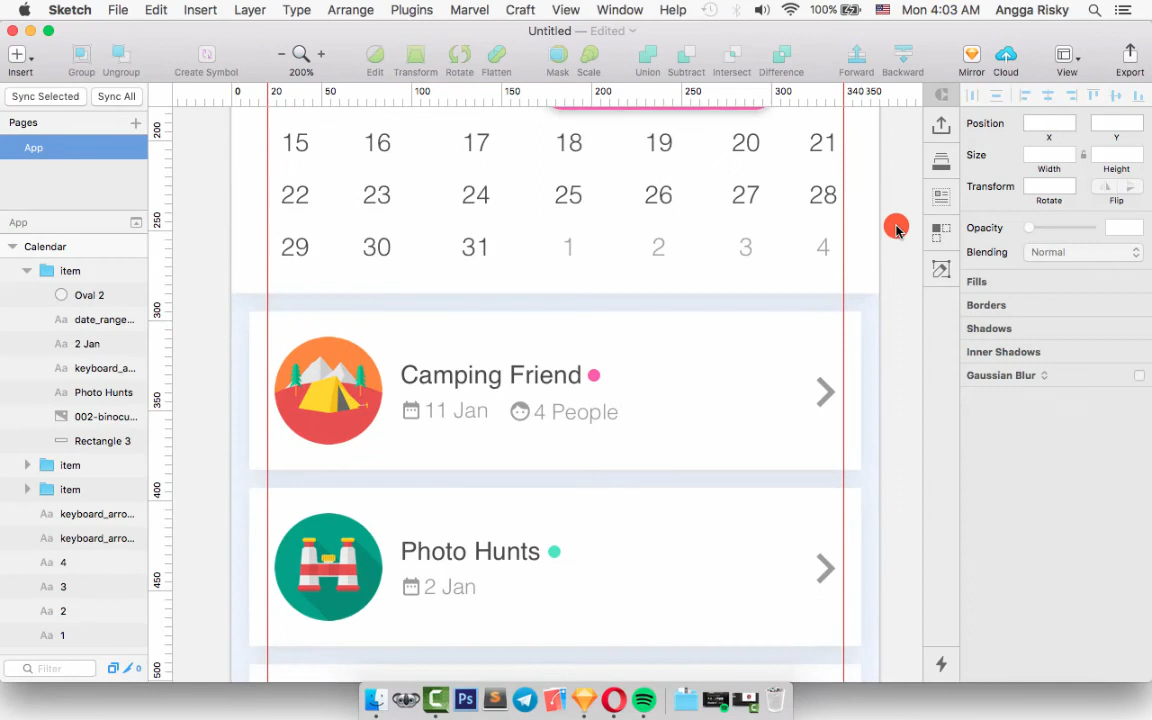 Sketch File Edit Insert Layer Type Arrange Plugins Marvel Craft View Window Help 100% Mon 4:03 AM Angga Risky
Untitled — Edited
200%
Insert Group Ungroup Create Symbol Edit Transform Rotate Flatten Mask Scale Union Subtract Intersect Difference Forward Backward Mirror Cloud View Export
Sync Selected Sync All
0 20 50 100 150 200 250 300 340 350
Pages
App
App
Calendar
item
Oval 2
date_range...
2 Jan
keyboard_a...
Photo Hunts
002-binocu...
Rectangle 3
item
item
keyboard_arro...
keyboard_arro...
4
3
2
1
Filter
0
200
250
300
350
400
450
500
15 16 17 18 19 20 21
22 23 24 25 26 27 28
29 30 31 1 2 3 4
Camping Friend
11 Jan 4 People
Photo Hunts
2 Jan
Position
X Y
Size
Width Height
Transform
Rotate Flip
Opacity
Blending Normal
Fills
Borders
Shadows
Inner Shadows
Gaussian Blur
Ps
S